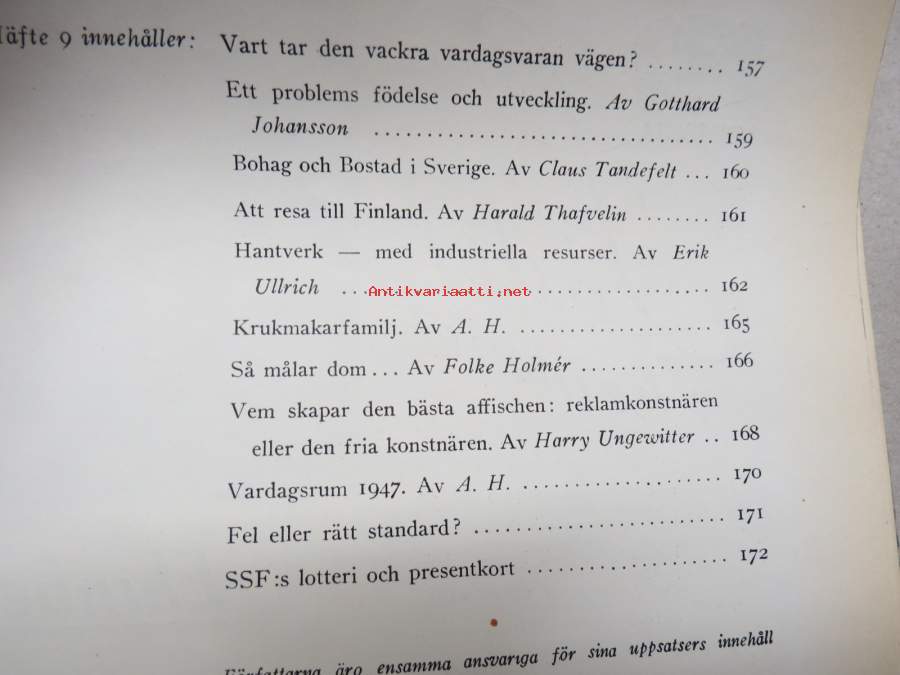 Häfte 9 innehåller: Vart tar den vackra vardagsvaran vägen? ........ 157
Ett problems födelse och utveckling. Av Gotthard
Johansson ................................ 159
Bohag och Bostad i Sverige. Av Claus Tandefelt ... 160
Att resa till Finland. Av Harald Thafvelin ........ 161
Hantverk — med industriella resurser. Av Erik
Ullrich ... Antikvariaatti.net .................. 162
Krukmakarfamilj. Av A. H. ..................... 165
Så målar dom... Av Folke Holmér ............... 166
Vem skapar den bästa affischen: reklamkonstnären
eller den fria konstnären. Av Harry Ungewitter .. 168
Vardagsrum 1947. Av A. H. ..................... 170
Fel eller rätt standard? .......................... 171
SSF:s lotteri och presentkort ..................... 172
Författarna äro ensamma ansvariga för sina uppsatsers innehåll